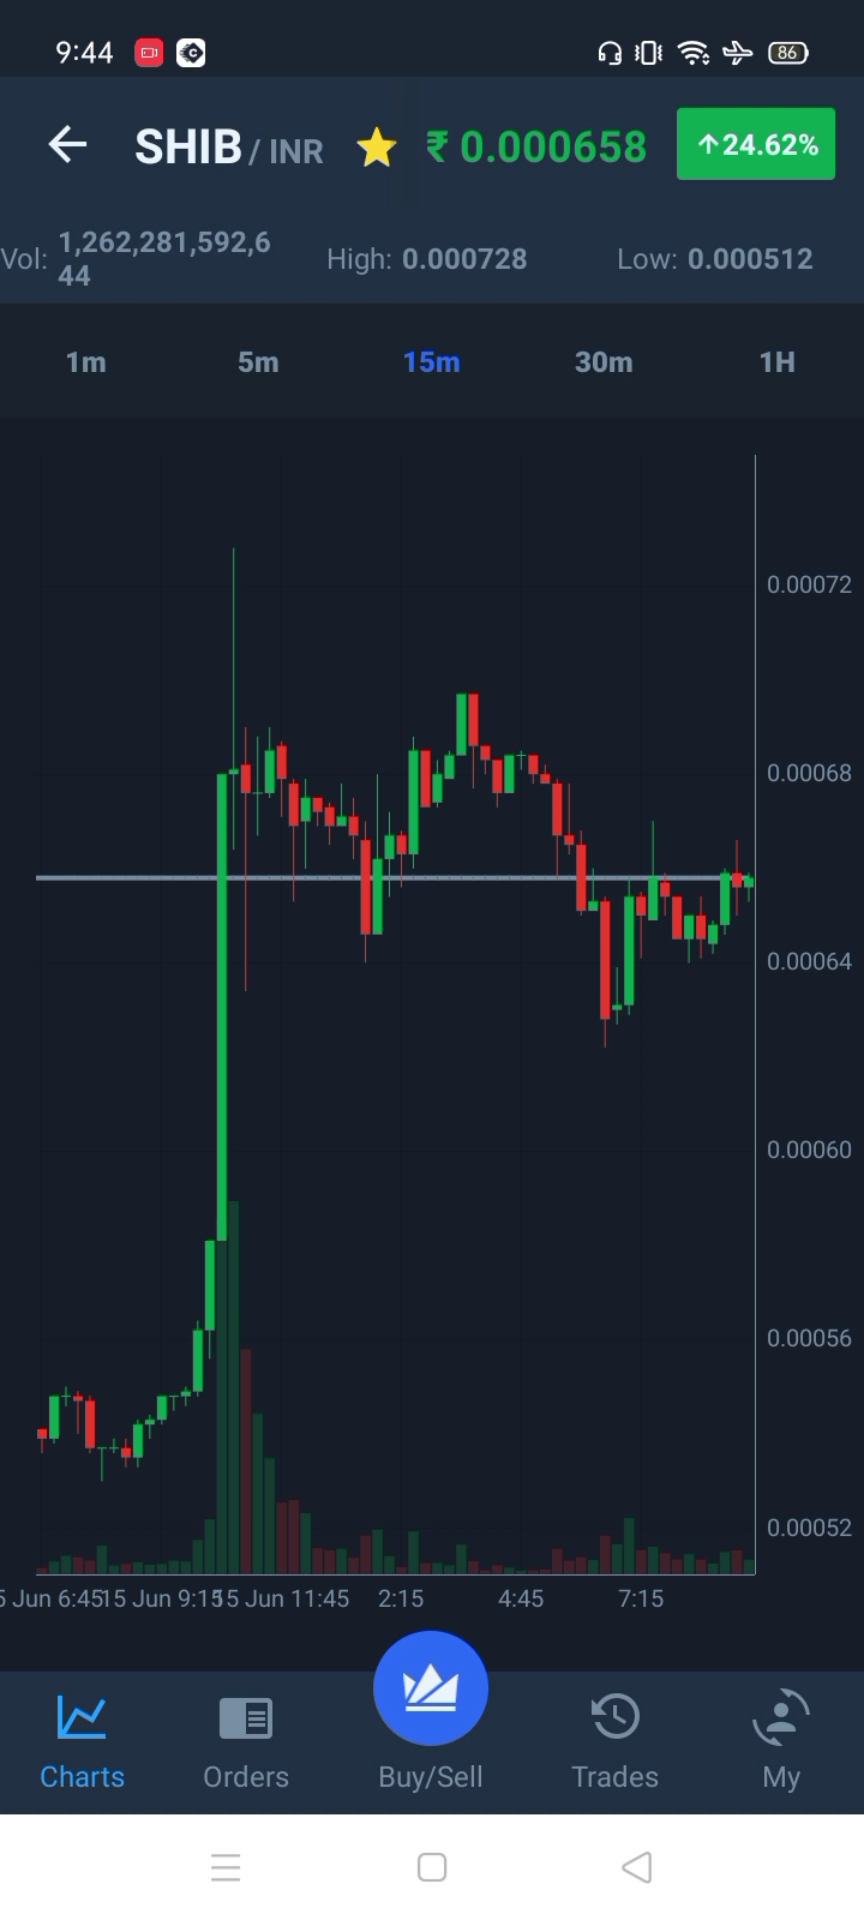 9:44 86
SHIB / INR ₹ 0.000658 ↑24.62%
Vol: 1,262,281,592,6
44
High: 0.000728 Low: 0.000512
1m 5m 15m 30m 1H
0.00072
0.00068
0.00064
0.00060
0.00056
0.00052
5 Jun 6:45 15 Jun 9:15 15 Jun 11:45 2:15 4:45 7:15
Charts Orders Buy/Sell Trades My